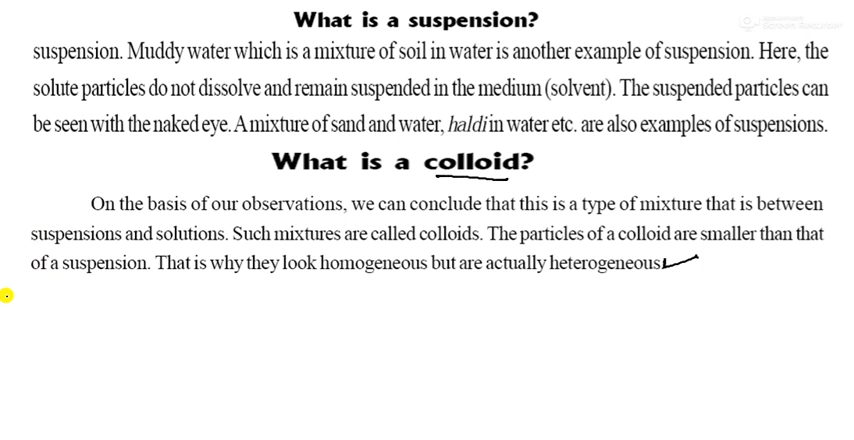 What is a suspension?
suspension. Muddy water which is a mixture of soil in water is another example of suspension. Here, the
solute particles do not dissolve and remain suspended in the medium (solvent). The suspended particles can
be seen with the naked eye. A mixture of sand and water, haldi in water etc. are also examples of suspensions.
What is a colloid?
On the basis of our observations, we can conclude that this is a type of mixture that is between
suspensions and solutions. Such mixtures are called colloids. The particles of a colloid are smaller than that
of a suspension. That is why they look homogeneous but are actually heterogeneous